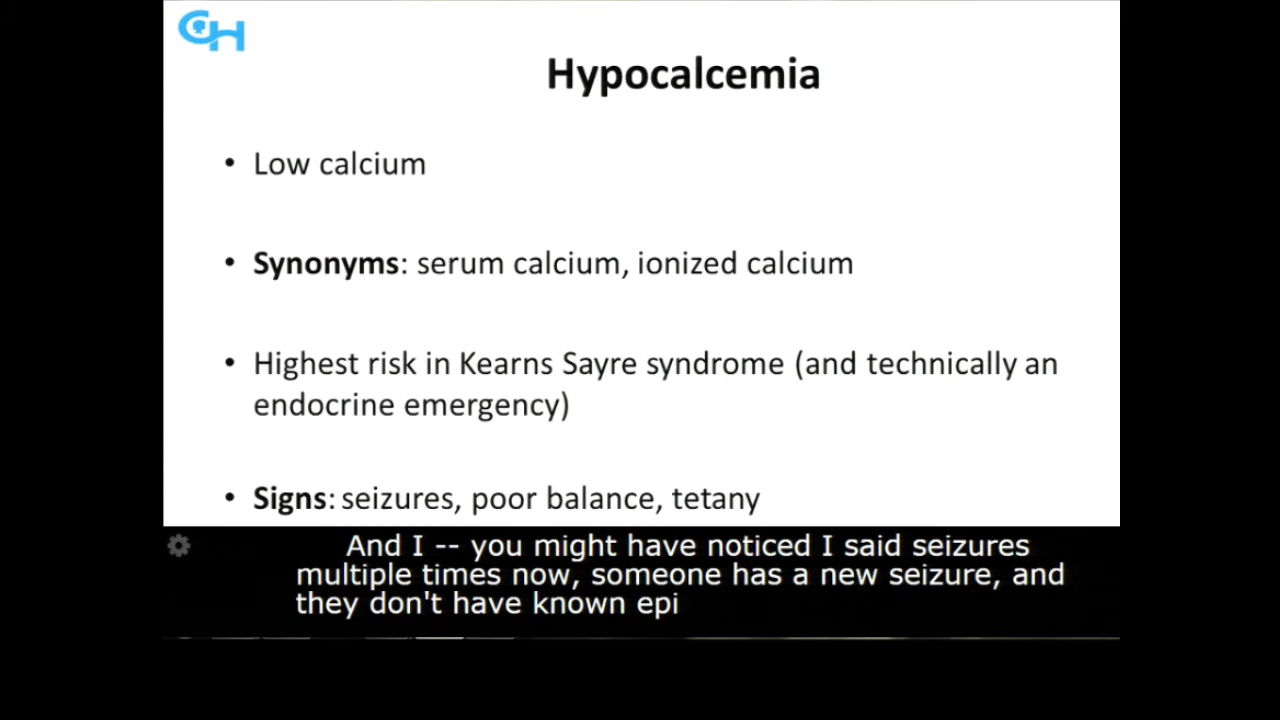 CH
Hypocalcemia
• Low calcium
• Synonyms: serum calcium, ionized calcium
• Highest risk in Kearns Sayre syndrome (and technically an
endocrine emergency)
• Signs: seizures, poor balance, tetany
And I -- you might have noticed I said seizures
multiple times now, someone has a new seizure, and
they don't have known epi